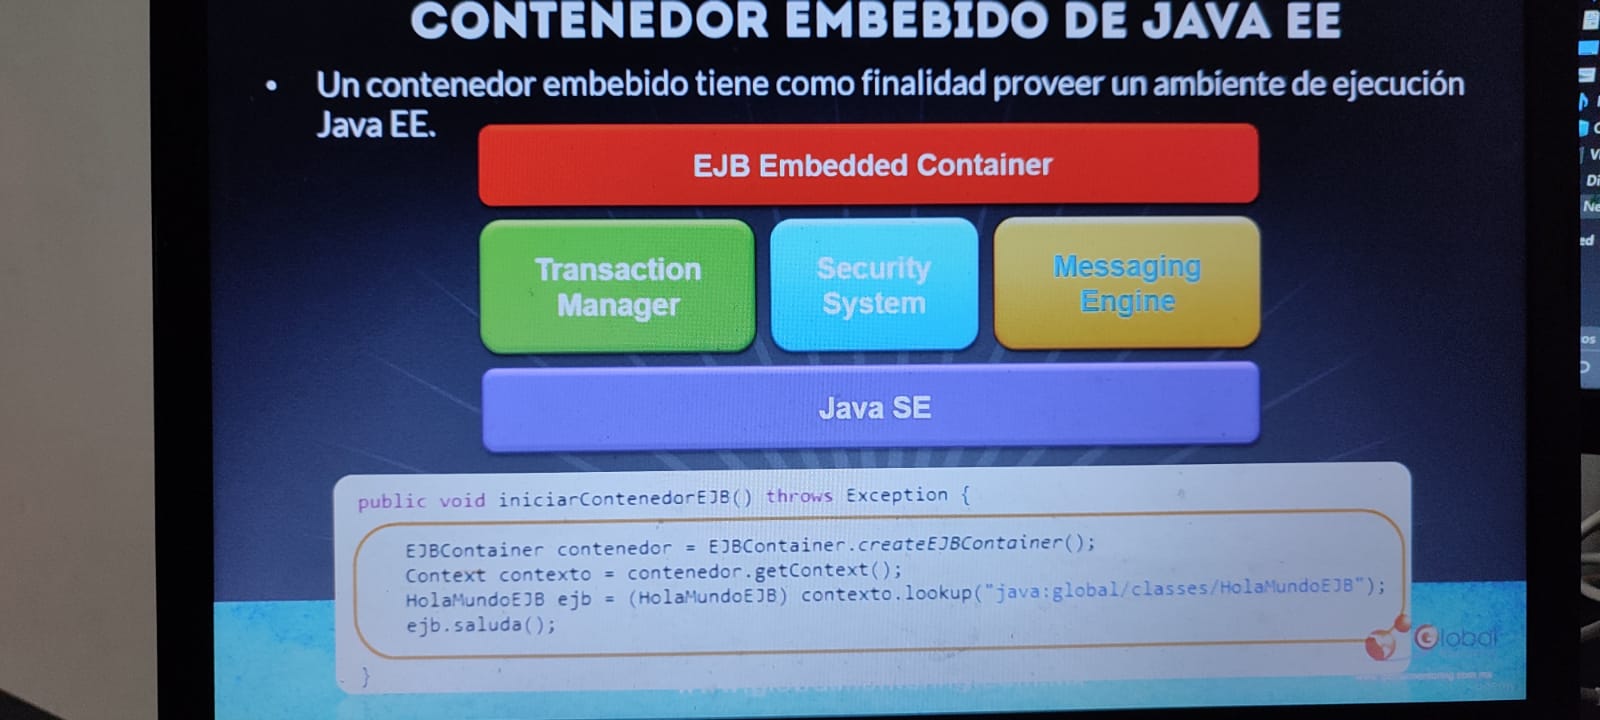 CONTENEDOR EMBEBIDO DE JAVA EE
• Un contenedor embebido tiene como finalidad proveer un ambiente de ejecución
Java EE.
EJB Embedded Container
Transaction
Manager
Security
System
Messaging
Engine
Java SE
public void iniciarContenedorEJB() throws Exception {
EJBContainer contenedor = EJBContainer.createEJBContainer();
Context contexto = contenedor.getContext();
HolaMundoEJB ejb = (HolaMundoEJB) contexto.lookup("java:global/classes/HolaMundoEJB");
ejb.saluda();
}
Global